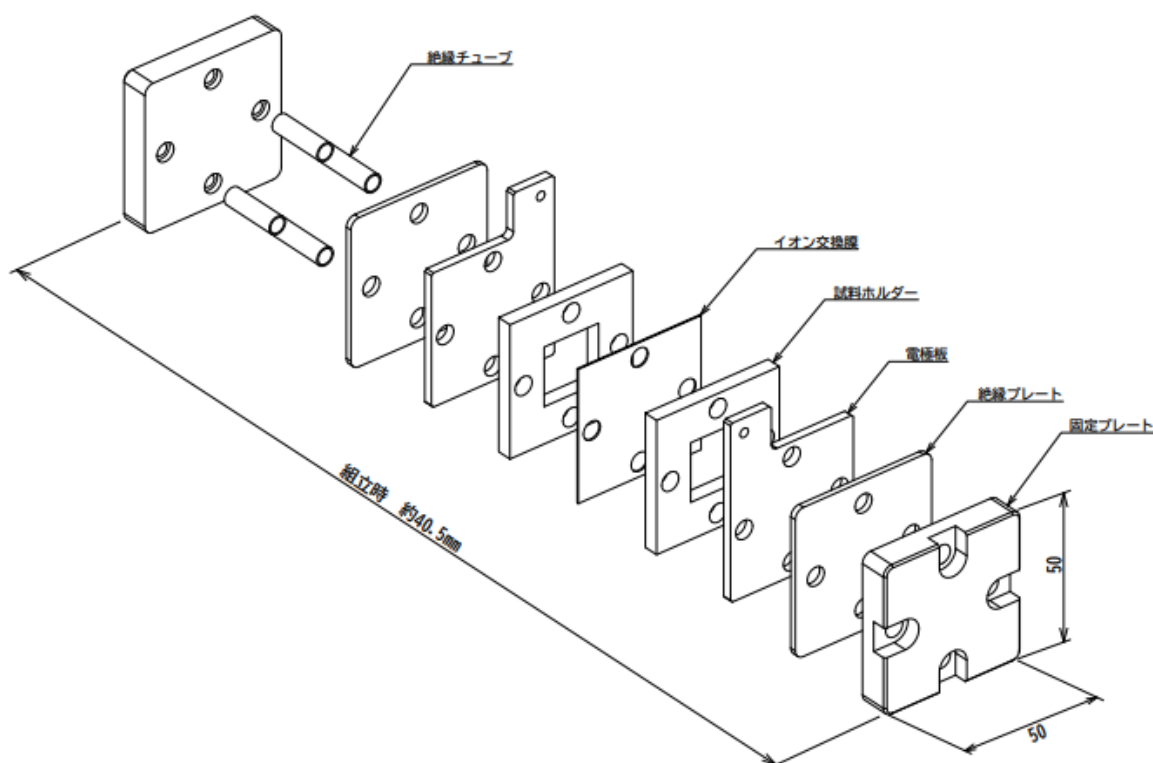 絶縁チューブ
イオン交換膜
試料ホルダー
電極板
絶縁プレート
固定プレート
組立時 約40.5mm
50
50